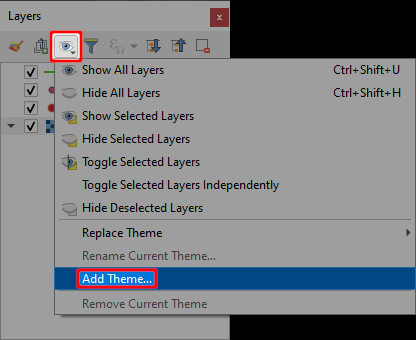 Layers
Show All Layers Ctrl+Shift+U
Hide All Layers Ctrl+Shift+H
Show Selected Layers
Hide Selected Layers
Toggle Selected Layers
Toggle Selected Layers Independently
Hide Deselected Layers
Replace Theme
Rename Current Theme...
Add Theme...
Remove Current Theme